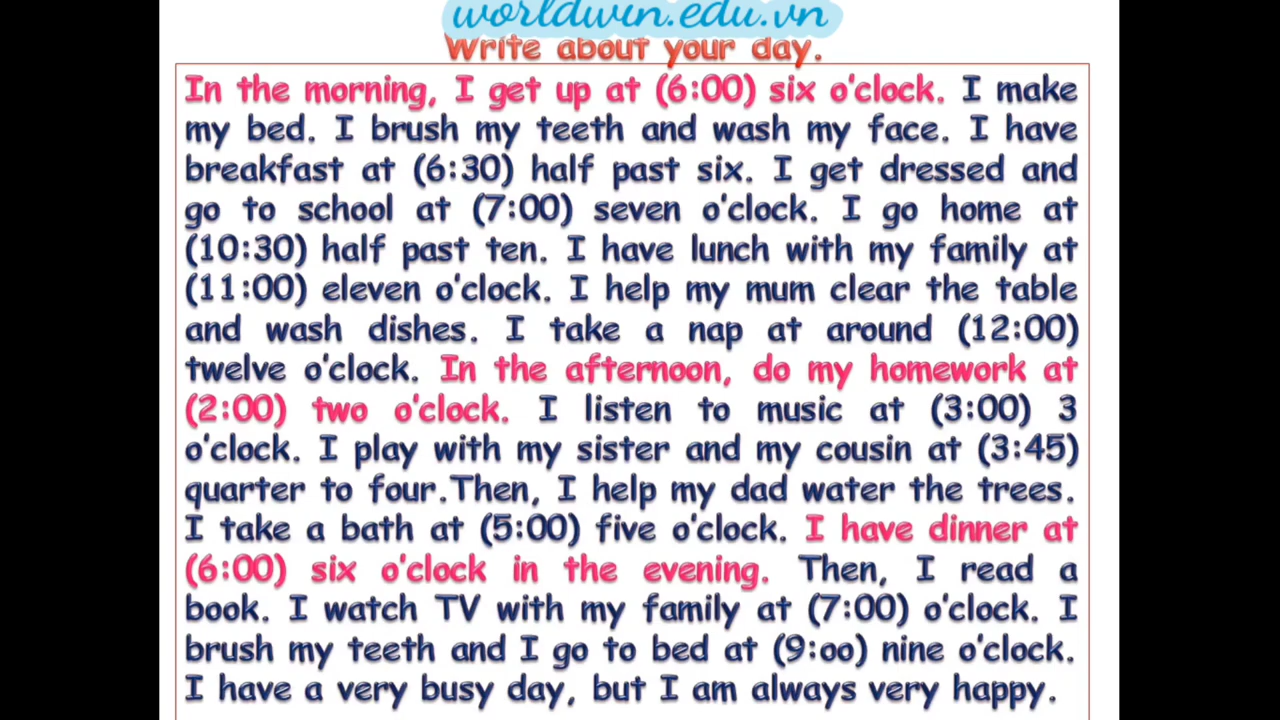 worldwin.edu.vn
Write about your day.
In the morning, I get up at (6:00) six o'clock. I make
my bed. I brush my teeth and wash my face. I have
breakfast at (6:30) half past six. I get dressed and
go to school at (7:00) seven o'clock. I go home at
(10:30) half past ten. I have lunch with my family at
(11:00) eleven o'clock. I help my mum clear the table
and wash dishes. I take a nap at around (12:00)
twelve o'clock. In the afternoon, do my homework at
(2:00) two o'clock. I listen to music at (3:00) 3
o'clock. I play with my sister and my cousin at (3:45)
quarter to four.Then, I help my dad water the trees.
I take a bath at (5:00) five o'clock. I have dinner at
(6:00) six o'clock in the evening. Then, I read a
book. I watch TV with my family at (7:00) o'clock. I
brush my teeth and I go to bed at (9:oo) nine o'clock.
I have a very busy day, but I am always very happy.